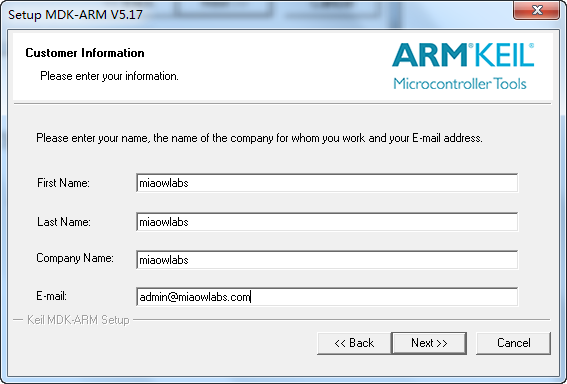 Setup MDK-ARM V5.17
Customer Information
Please enter your information.
ARM KEIL
Microcontroller Tools
Please enter your name, the name of the company for whom you work and your E-mail address.
First Name: miaowlabs
Last Name: miaowlabs
Company Name: miaowlabs
E-mail: admin@miaowlabs.com
Keil MDK-ARM Setup
<< Back Next >> Cancel